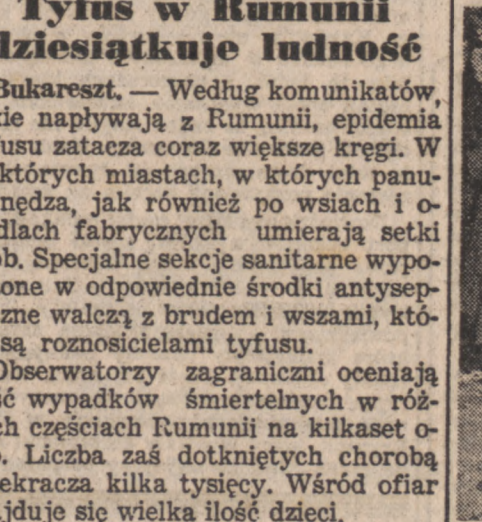 Tyfus w Rumunii
dziesiątkuje ludność
Bukareszt. — Według komunikatów,
kie napływają z Rumunii, epidemia
fusu zatacza coraz większe kręgi. W
których miastach, w których panu-
nędza, jak również po wsiach i o-
dlach fabrycznych umierają setki
ób. Specjalne sekcje sanitarne wypo-
żone w odpowiednie środki antysep-
zne walczą z brudem i wszami, któ-
są roznosicielami tyfusu.
Obserwatorzy zagraniczni oceniają
ść wypadków śmiertelnych w róż-
ch częściach Rumunii na kilkaset o-
b. Liczba zaś dotkniętych chorobą
ekracza kilka tysięcy. Wśród ofiar
jduje się wielka ilość dzieci.